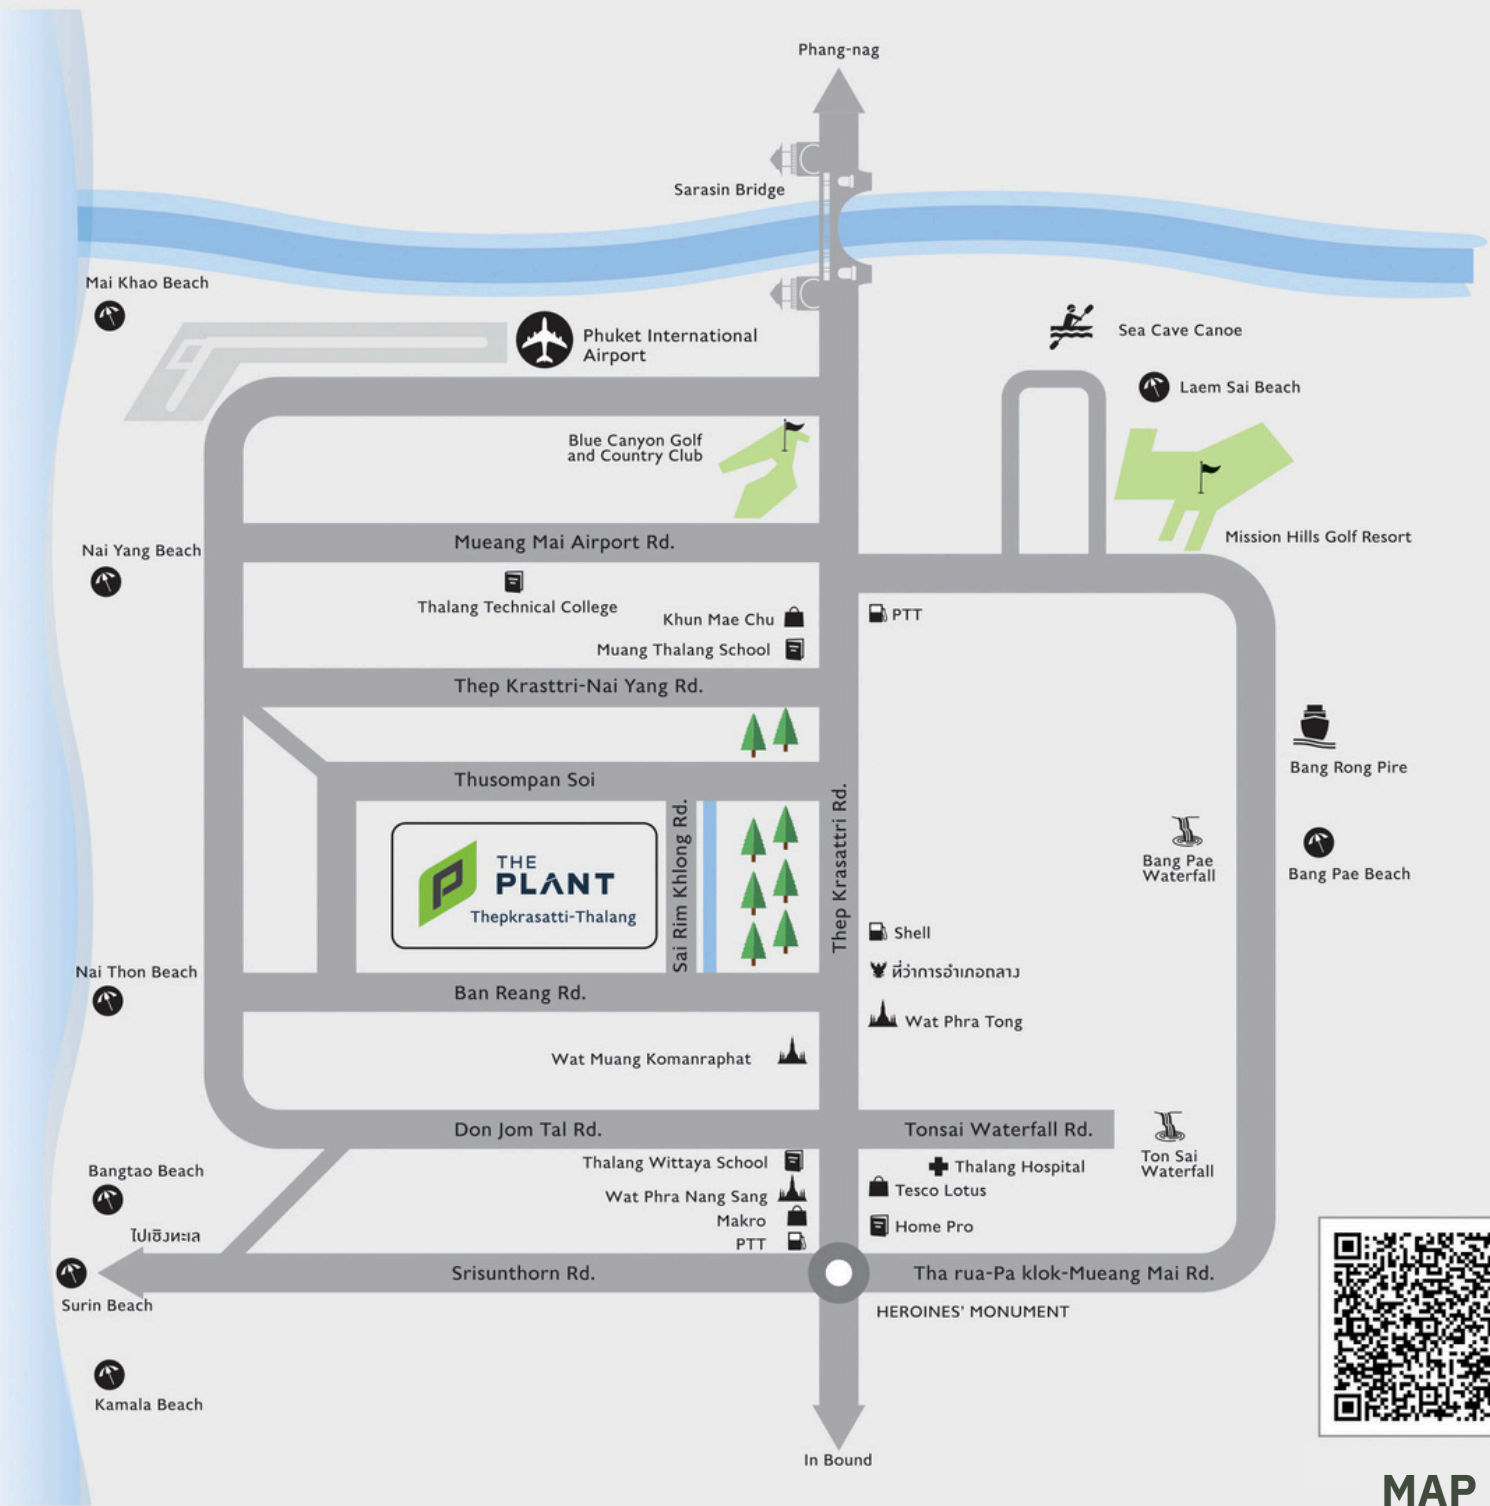 Phang-nag
Sarasin Bridge
Mai Khao Beach
Phuket International
Airport
Sea Cave Canoe
Laem Sai Beach
Blue Canyon Golf
and Country Club
Mission Hills Golf Resort
Mueang Mai Airport Rd.
Nai Yang Beach
Thalang Technical College
Khun Mae Chu
PTT
Muang Thalang School
Thep Krasttri-Nai Yang Rd.
Bang Rong Pire
Thusompan Soi
Sai Rim Khlong Rd.
Thep Krasattri Rd.
THE
PLANT
Thepkrasatti-Thalang
Bang Pae
Waterfall
Bang Pae Beach
Shell
ที่ว่าการอำเภอถลาง
Nai Thon Beach
Ban Reang Rd.
Wat Phra Tong
Wat Muang Komanraphat
Don Jom Tal Rd.
Tonsai Waterfall Rd.
Ton Sai
Waterfall
Thalang Wittaya School
Thalang Hospital
Bangtao Beach
Wat Phra Nang Sang
Tesco Lotus
Makro
Home Pro
PTT
ไปเชิงทะเล
Srisunthorn Rd.
Tha rua-Pa klok-Mueang Mai Rd.
Surin Beach
HEROINES' MONUMENT
Kamala Beach
In Bound
MAP